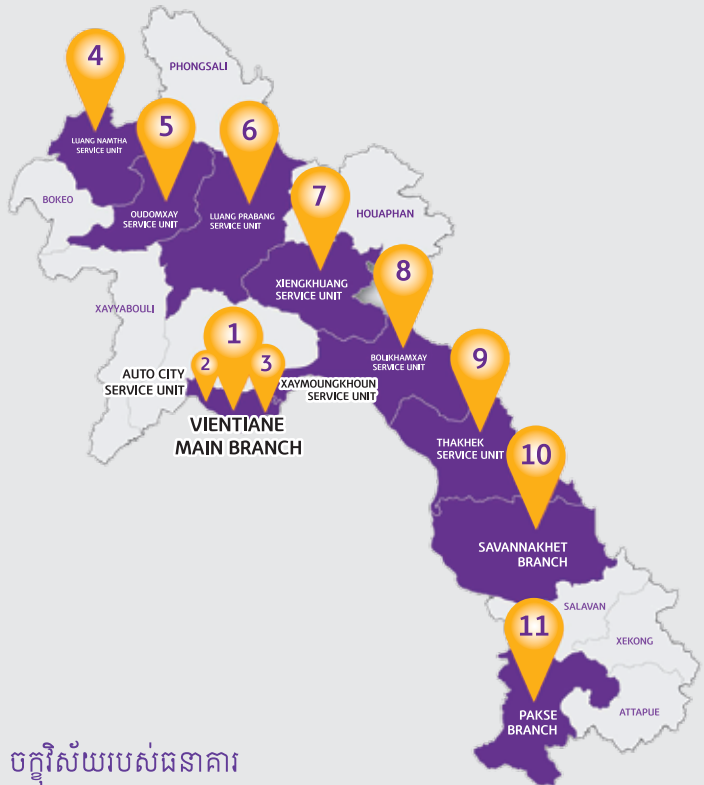 4
PHONGSALI
5
6
LUANG NAMTHA
SERVICE UNIT
7
BOKEO
OUDOMXAY
SERVICE UNIT
LUANG PRABANG
SERVICE UNIT
HOUAPHAN
8
XIENGKHUANG
SERVICE UNIT
XAYYABOULI
1
2
3
AUTO CITY
SERVICE UNIT
XAYMOUNGKHOUN
SERVICE UNIT
BOLIKHAMXAY
SERVICE UNIT
9
VIENTIANE
MAIN BRANCH
THAKHEK
SERVICE UNIT
10
SAVANNAKHET
BRANCH
SALAVAN
11
XEKONG
PAKSE
BRANCH
ATTAPUE
ចក្ខុវិស័យរបស់ធនាគារ